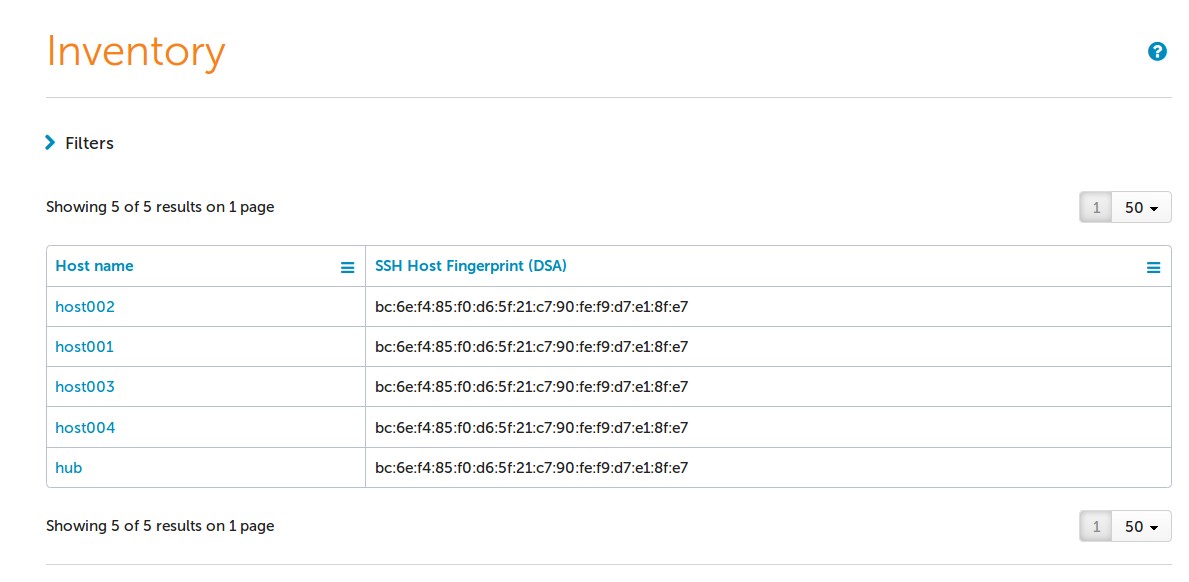 Inventory
?
Filters
Showing 5 of 5 results on 1 page
1 50
Host name SSH Host Fingerprint (DSA)
host002 bc:6e:f4:85:f0:d6:5f:21:c7:90:fe:f9:d7:e1:8f:e7
host001 bc:6e:f4:85:f0:d6:5f:21:c7:90:fe:f9:d7:e1:8f:e7
host003 bc:6e:f4:85:f0:d6:5f:21:c7:90:fe:f9:d7:e1:8f:e7
host004 bc:6e:f4:85:f0:d6:5f:21:c7:90:fe:f9:d7:e1:8f:e7
hub bc:6e:f4:85:f0:d6:5f:21:c7:90:fe:f9:d7:e1:8f:e7
Showing 5 of 5 results on 1 page
1 50